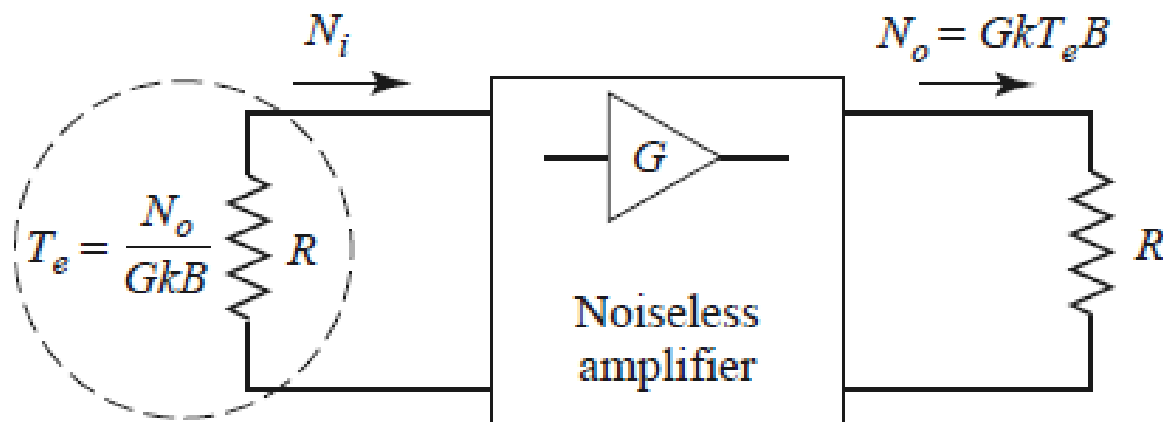 N_i
N_o = GkT_eB
G
T_e = N_o / GkB
R
R
Noiseless
amplifier